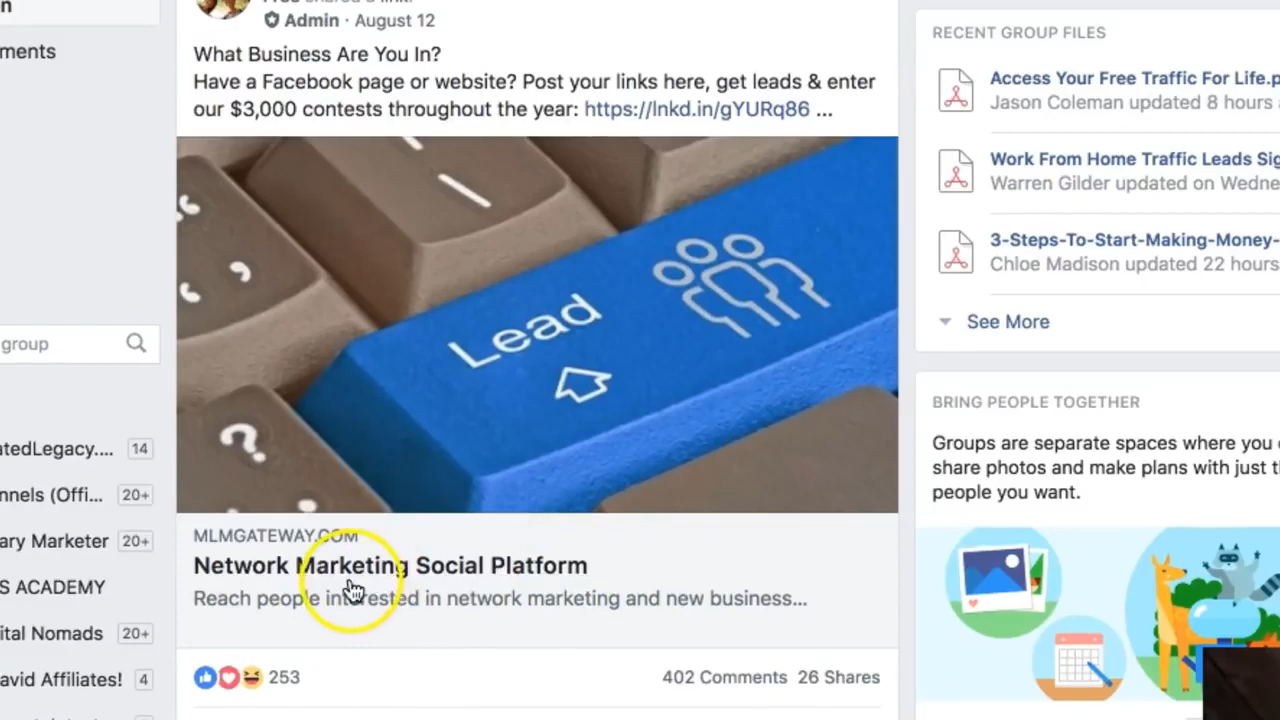 Admin · August 12
What Business Are You In?
Have a Facebook page or website? Post your links here, get leads & enter
our $3,000 contests throughout the year: https://lnkd.in/gYURq86 ...
Lead
MLMGATEWAY.COM
Network Marketing Social Platform
Reach people interested in network marketing and new business...
253
402 Comments 26 Shares
ments
group
atedLegacy.... 14
nnels (Offi... 20+
ary Marketer 20+
S ACADEMY
ital Nomads 20+
avid Affiliates! 4
RECENT GROUP FILES
Access Your Free Traffic For Life.p
Jason Coleman updated 8 hours a
Work From Home Traffic Leads Sig
Warren Gilder updated on Wedne
3-Steps-To-Start-Making-Money-
Chloe Madison updated 22 hours
See More
BRING PEOPLE TOGETHER
Groups are separate spaces where you c
share photos and make plans with just th
people you want.